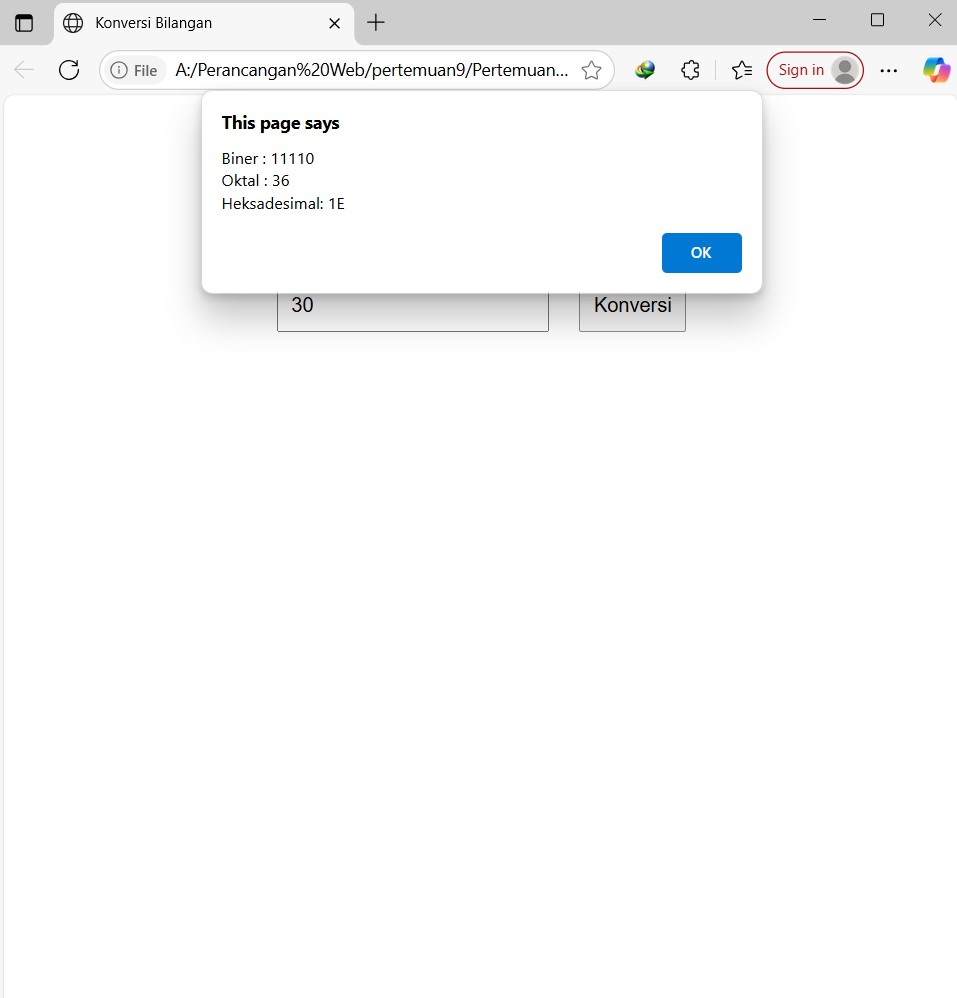 Konversi Bilangan
File
A:/Perancangan%20Web/pertemuan9/Pertemuan...
Sign in
This page says
Biner : 11110
Oktal : 36
Heksadesimal: 1E
OK
30
Konversi